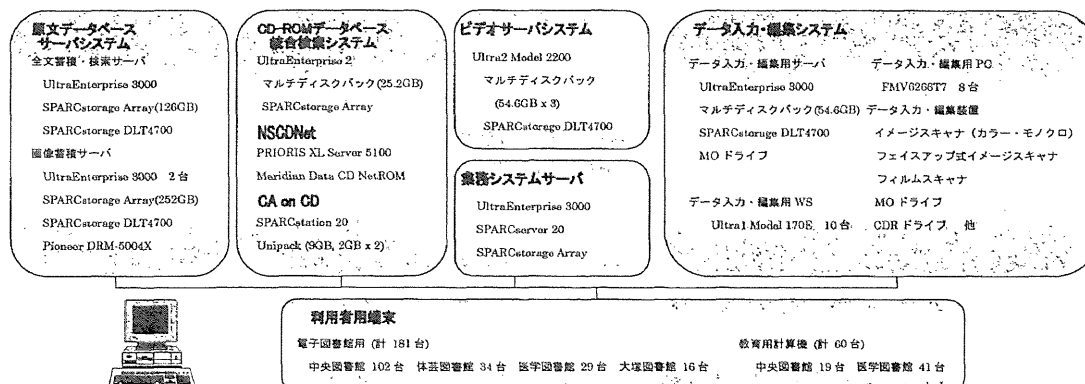 原文データベース
サーバシステム
全文蓄積・検索サーバ
UltraEnterprise 3000
SPARCstorage Array(126GB)
SPARCstorage DLT4700
画像蓄積サーバ
UltraEnterprise 3000 2台
SPARCstorage Array(252GB)
SPARCstorage DLT4700
Pioneer DRM-5004X
CD-ROMデータベース
統合検索システム
UltraEnterprise 2
マルチディスクパック(25.2GB)
SPARCstorage Array
NSCDNet
PRIORIS XL Server 5100
Meridian Data CD NetROM
CA on CD
SPARCstation 20
Unipack (9GB, 2GB x 2)
ビデオサーバシステム
Ultra2 Model 2200
マルチディスクパック
(54.6GB x 3)
SPARCstorage DLT4700
業務システムサーバ
UltraEnterprise 3000
SPARCserver 20
SPARCstorage Array
データ入力・編集システム
データ入力・編集用サーバ
UltraEnterprise 3000
マルチディスクパック(54.6GB)
SPARCstorage DLT4700
MO ドライブ
データ入力・編集用 WS
Ultra1 Model 170E 10台
データ入力・編集用 PC
FMV6266T7 8台
データ入力・編集装置
イメージスキャナ（カラー・モノクロ）
フェイスアップ式イメージスキャナ
フィルムスキャナ
MO ドライブ
CDR ドライブ 他
利用者用端末
電子図書館用 (計 181台)
中央図書館 102台 体芸図書館 34台 医学図書館 29台 大塚図書館 16台
教育用計算機 (計 60台)
中央図書館 19台 医学図書館 41台